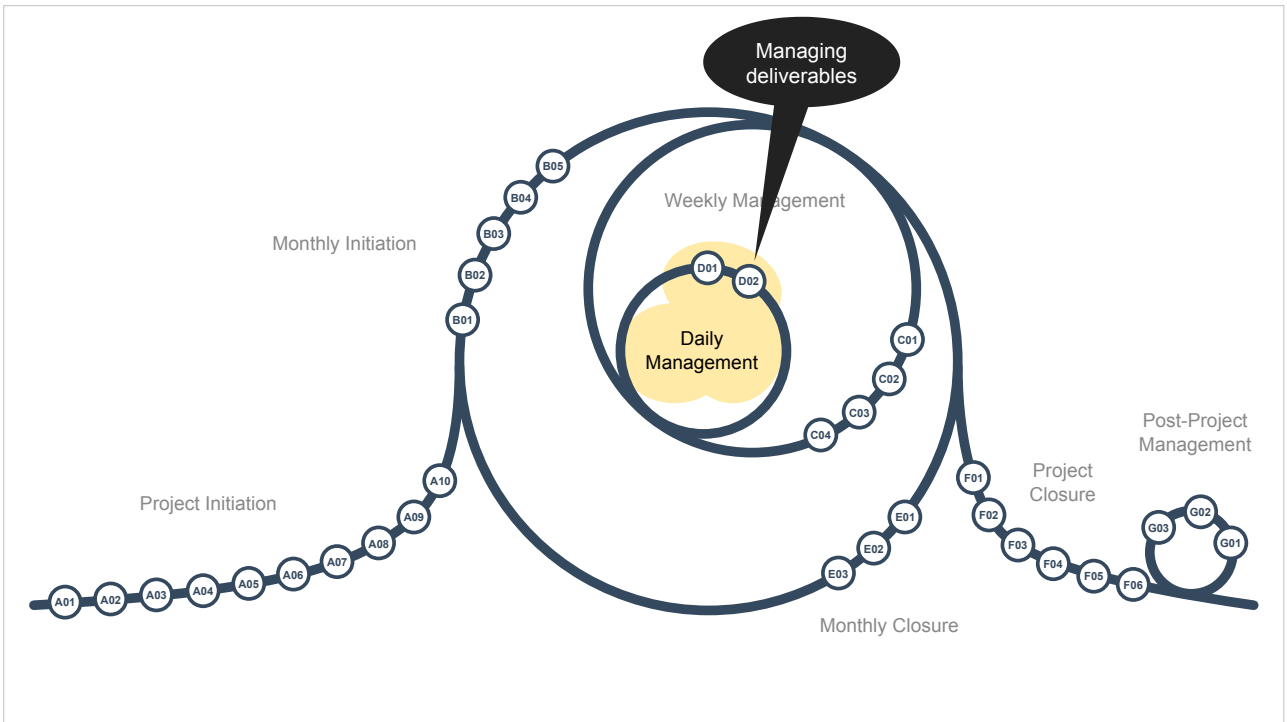 Managing
deliverables
B05
B04
B03
B02
B01
Monthly Initiation
Weekly Management
D01
D02
Daily
Management
C01
C02
C03
C04
Project Initiation
A01
A02
A03
A04
A05
A06
A07
A08
A09
A10
E01
E02
E03
Monthly Closure
F01
F02
F03
F04
F05
F06
Project
Closure
Post-Project
Management
G03
G02
G01